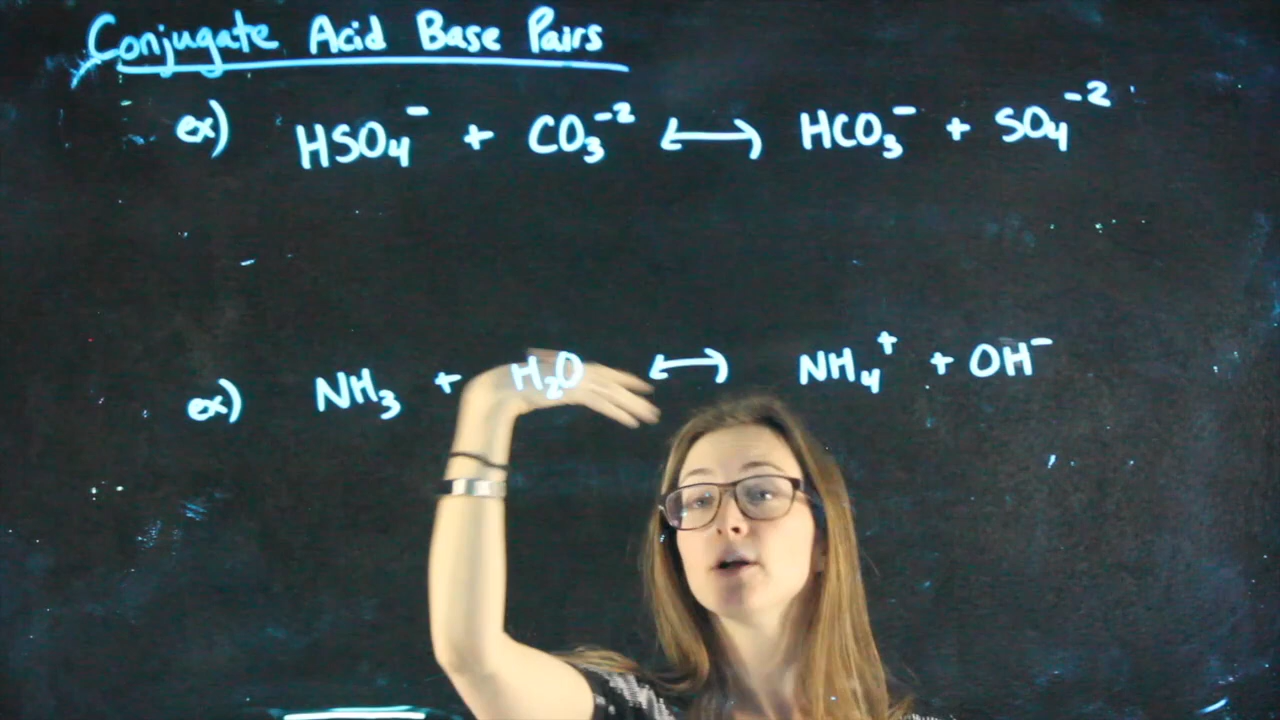 Conjugate Acid Base Pairs
ex) HSO₄⁻ + CO₃⁻² ⟷ HCO₃⁻ + SO₄⁻²
ex) NH₃ + H₂O ⟷ NH₄⁺ + OH⁻